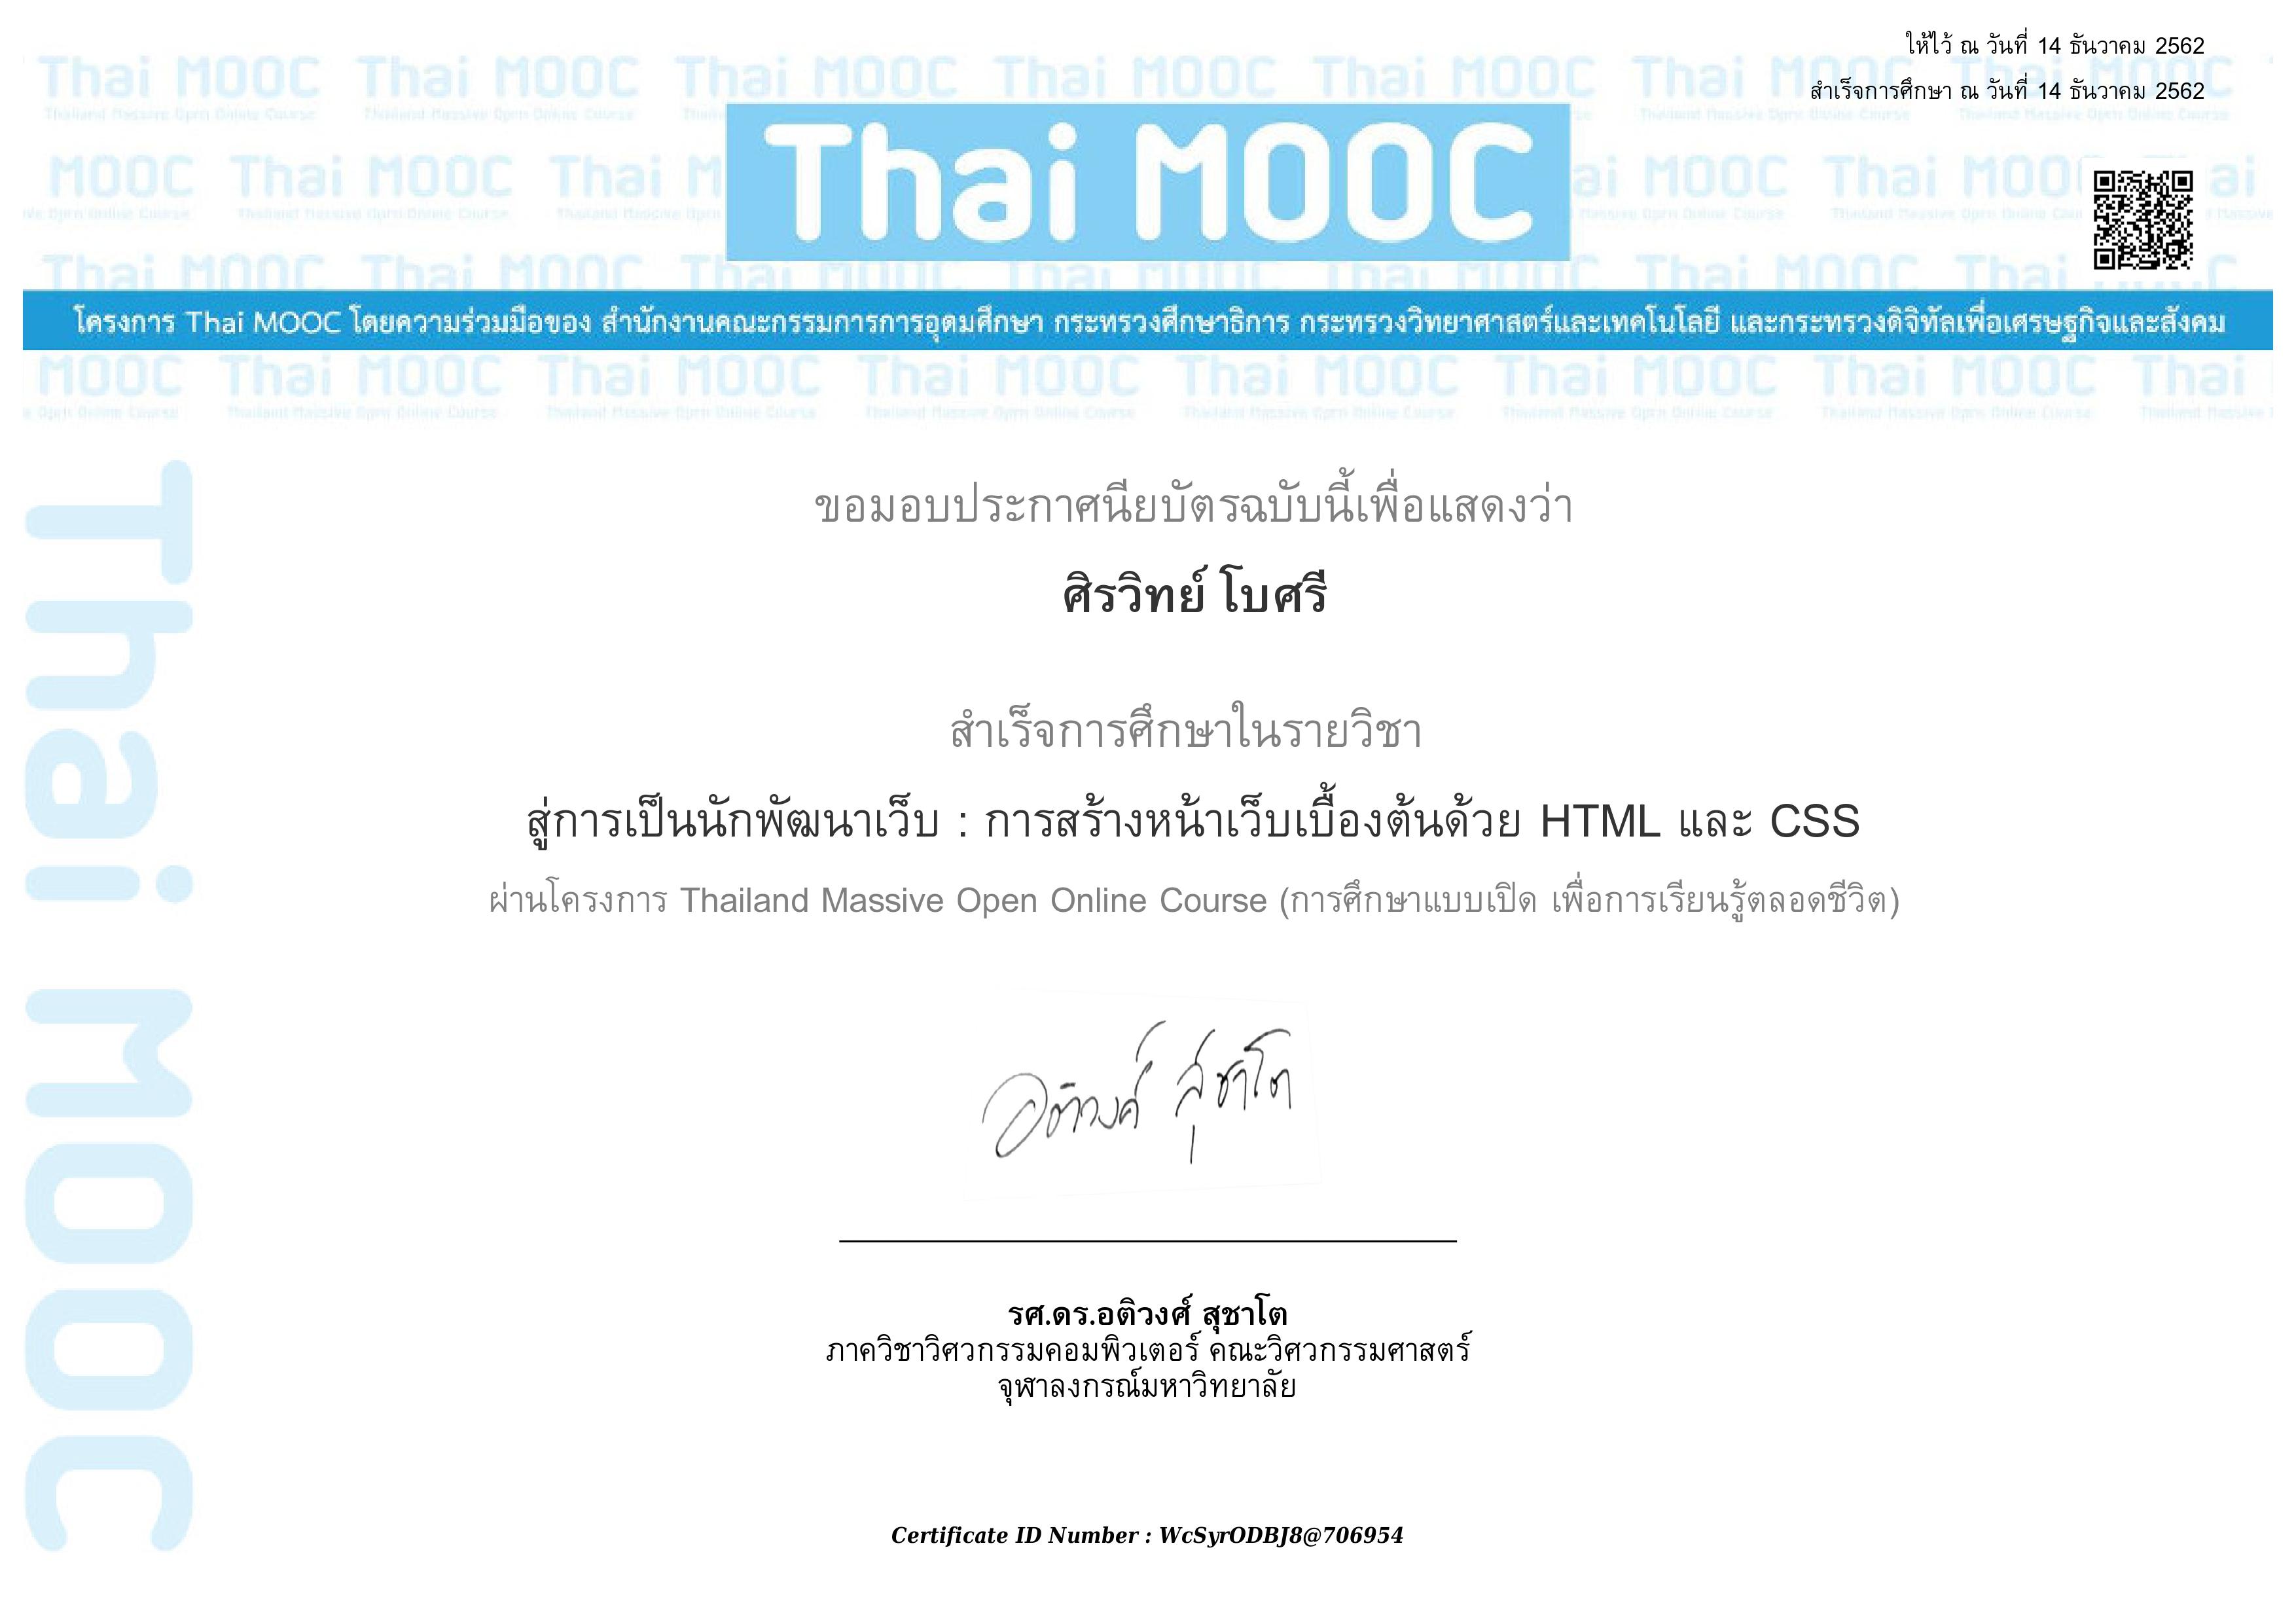 ให้ไว้ ณ วันที่ 14 ธันวาคม 2562
สำเร็จการศึกษา ณ วันที่ 14 ธันวาคม 2562
Thai MOOC
โครงการ Thai MOOC โดยความร่วมมือของ สำนักงานคณะกรรมการการอุดมศึกษา กระทรวงศึกษาธิการ กระทรวงวิทยาศาสตร์และเทคโนโลยี และกระทรวงดิจิทัลเพื่อเศรษฐกิจและสังคม
ขอมอบประกาศนียบัตรฉบับนี้เพื่อแสดงว่า
ศิรวิทย์ โบศรี
สำเร็จการศึกษาในรายวิชา
สู่การเป็นนักพัฒนาเว็บ : การสร้างหน้าเว็บเบื้องต้นด้วย HTML และ CSS
ผ่านโครงการ Thailand Massive Open Online Course (การศึกษาแบบเปิด เพื่อการเรียนรู้ตลอดชีวิต)
อติวงศ์ สุชาโต
รศ.ดร.อติวงศ์ สุชาโต
ภาควิชาวิศวกรรมคอมพิวเตอร์ คณะวิศวกรรมศาสตร์
จุฬาลงกรณ์มหาวิทยาลัย
Certificate ID Number : WcSyrODBJ8@706954
Thai MOOC